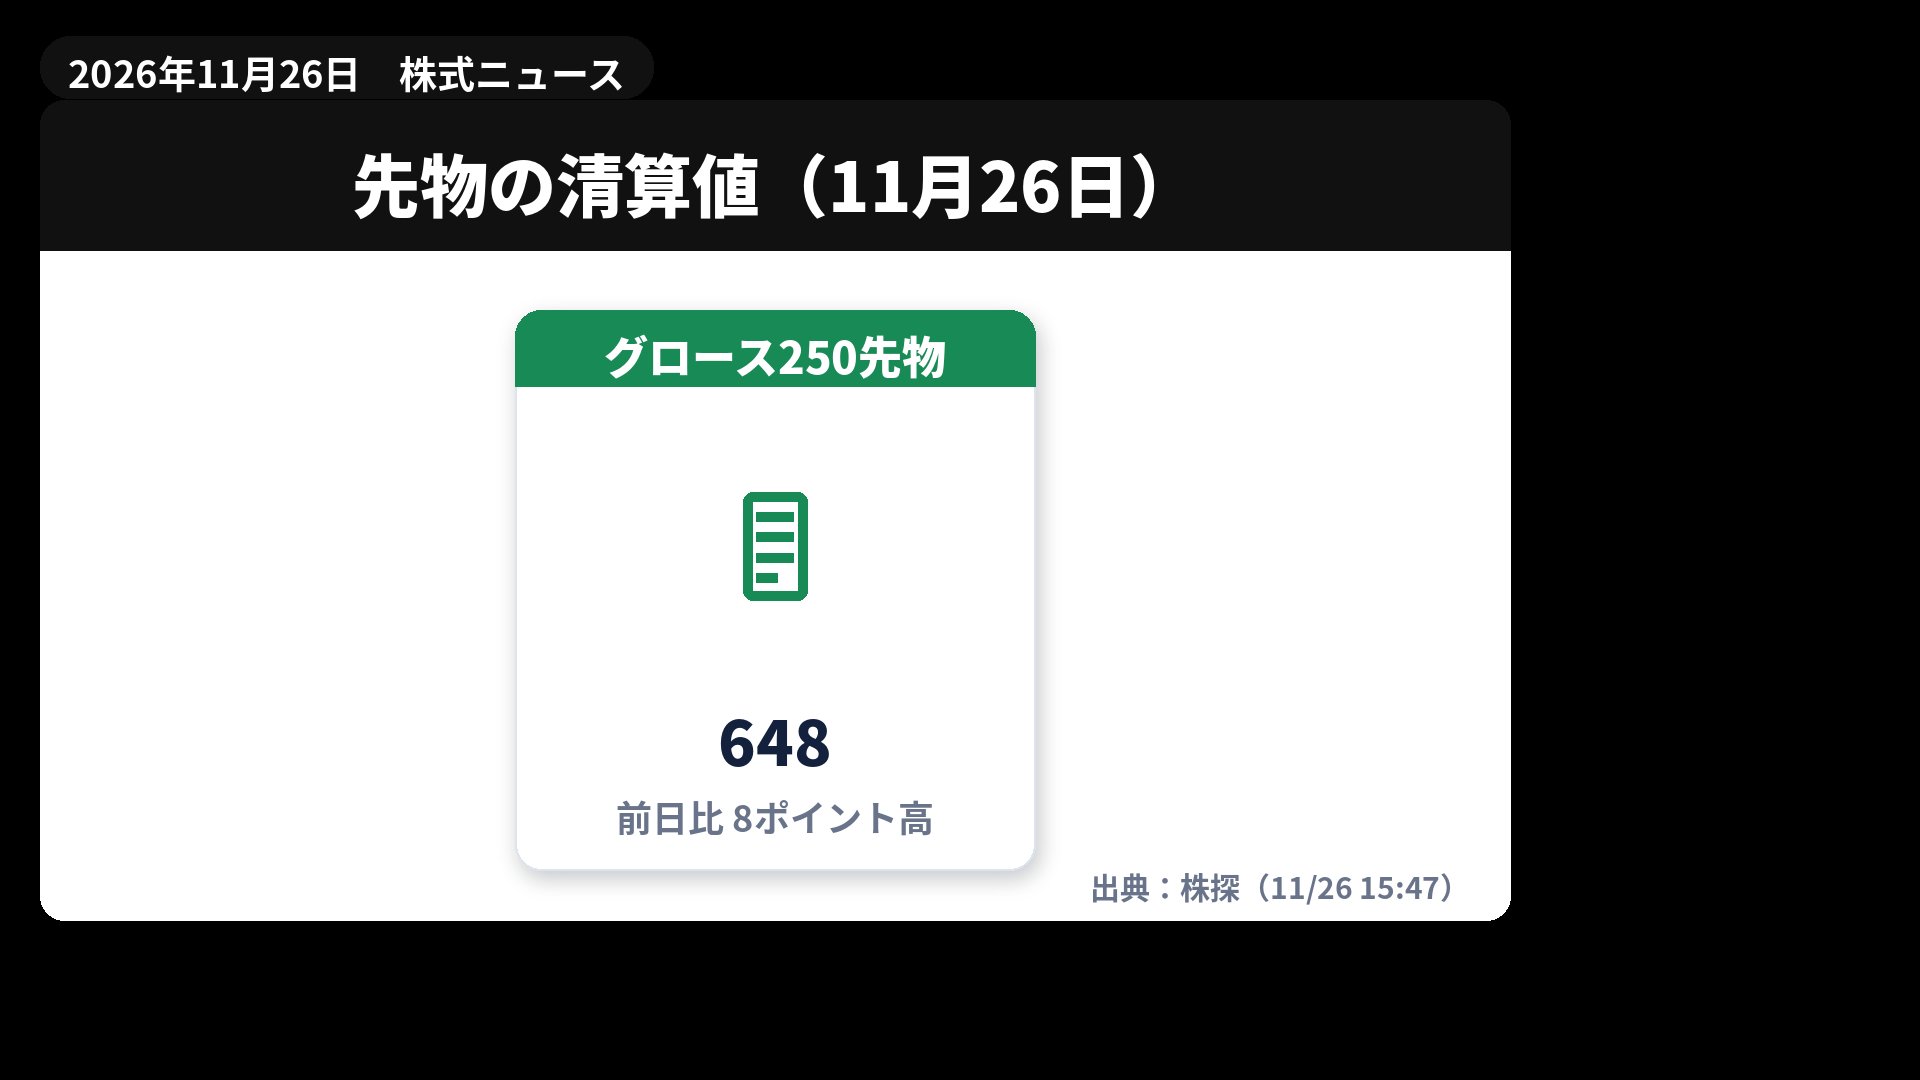 2026年11月26日　株式ニュース
先物の清算値（11月26日）
グロース250先物
648
前日比 8ポイント高
出典：株探（11/26 15:47）